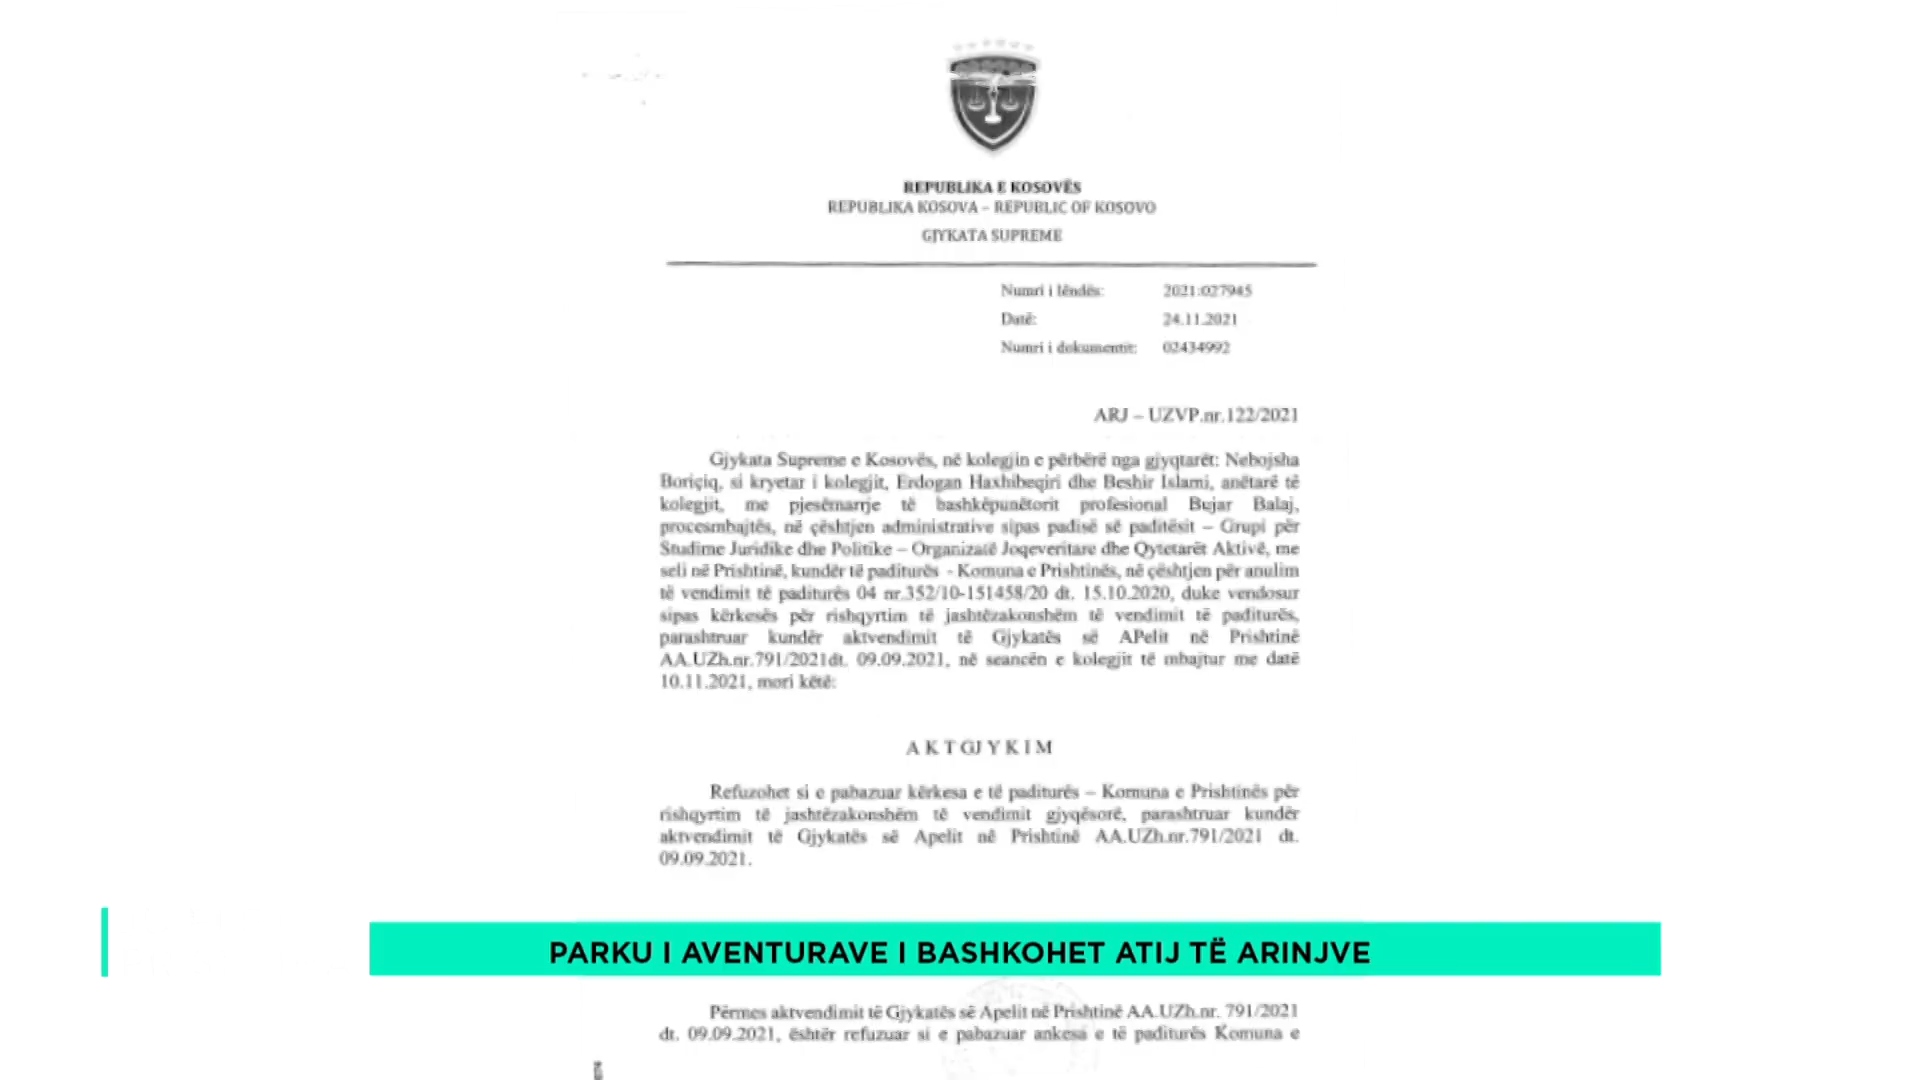 REPUBLIKA E KOSOVËS
REPUBLIKA KOSOVA – REPUBLIC OF KOSOVO
GJYKATA SUPREME
Numri i lëndës: 2021:027945
Datë: 24.11.2021
Numri i dokumentit: 02434992
ARJ – UZVP.nr.122/2021
Gjykata Supreme e Kosovës, në kolegjin e përbërë nga gjyqtarët: Nebojsha
Boriçiq, si kryetar i kolegjit, Erdogan Haxhibeqiri dhe Beshir Islami, anëtarë të
kolegjit, me pjesëmarrje të bashkëpunëtorit profesional Bujar Balaj,
procesmbajtës, në çështjen administrative sipas padisë së paditësit – Grupi për
Studime Juridike dhe Politike – Organizatë Joqeveritare dhe Qytetarët Aktivë, me
seli në Prishtinë, kundër të paditurës - Komuna e Prishtinës, në çështjen për anulim
të vendimit të paditurës 04 nr.352/10-151458/20 dt. 15.10.2020, duke vendosur
sipas kërkesës për rishqyrtim të jashtëzakonshëm të vendimit të paditurës,
parashtruar kundër aktvendimit të Gjykatës së APelit në Prishtinë
AA.UZh.nr.791/2021dt. 09.09.2021, në seancën e kolegjit të mbajtur me datë
10.11.2021, mori këtë:
A K T GJ Y K I M
Refuzohet si e pabazuar kërkesa e të paditurës – Komuna e Prishtinës për
rishqyrtim të jashtëzakonshëm të vendimit gjyqësorë, parashtruar kundër
aktvendimit të Gjykatës së Apelit në Prishtinë AA.UZh.nr.791/2021 dt.
09.09.2021.
PARKU I AVENTURAVE I BASHKOHET ATIJ TË ARINJVE
Përmes aktvendimit të Gjykatës së Apelit në Prishtinë AA.UZh.nr. 791/2021
dt. 09.09.2021,ështër refuzuar si e pabazuar ankesa e të paditurës Komuna e